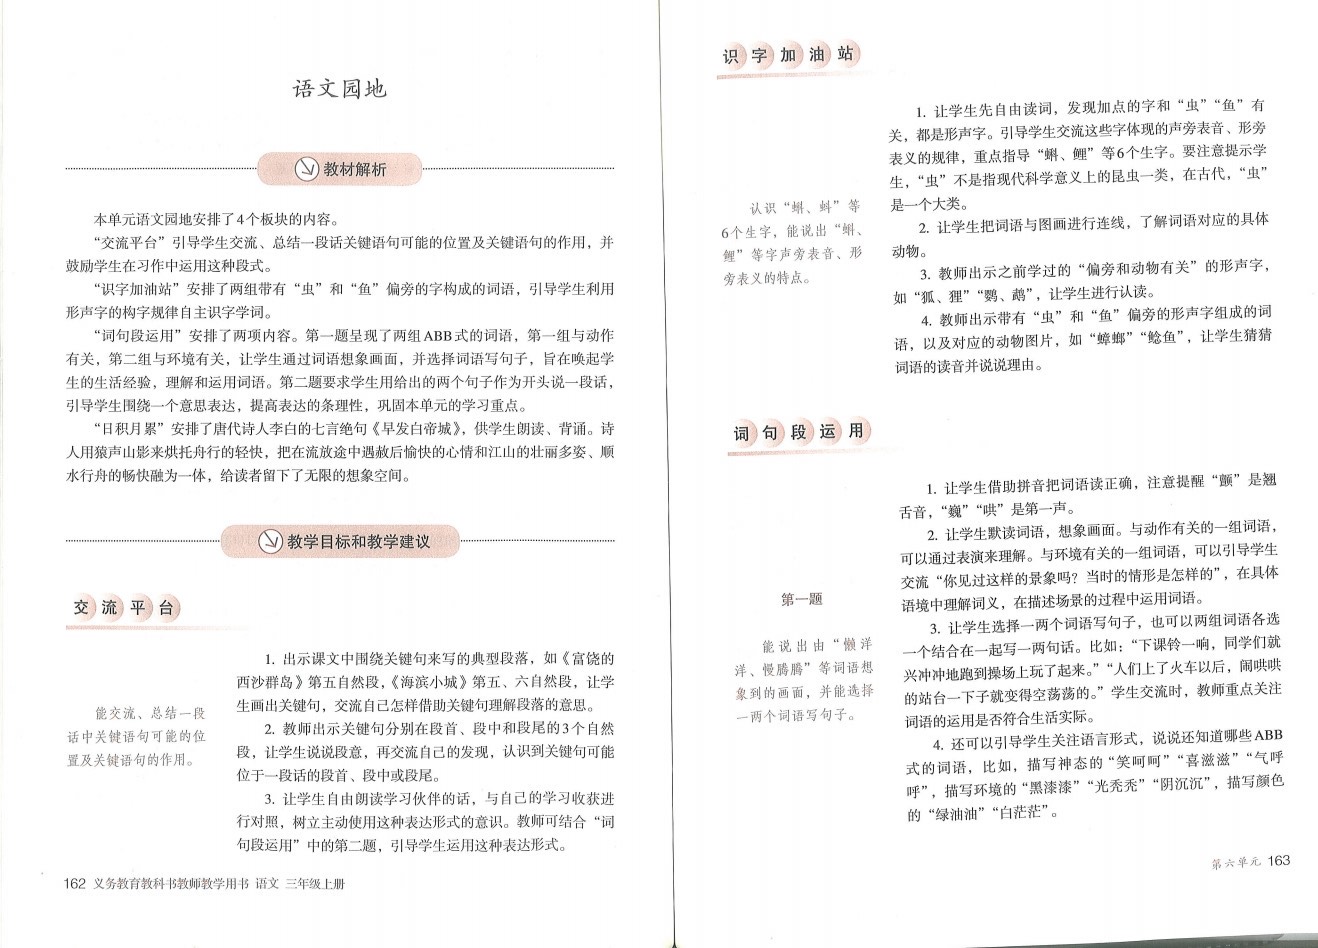 语文园地
教材解析
本单元语文园地安排了4个板块的内容。
“交流平台”引导学生交流、总结一段话关键语句可能的位置及关键语句的作用，并
鼓励学生在习作中运用这种段式。
“识字加油站”安排了两组带有“虫”和“鱼”偏旁的字构成的词语，引导学生利用
形声字的构字规律自主识字学词。
“词句段运用”安排了两项内容。第一题呈现了两组ABB式的词语，第一组与动作
有关，第二组与环境有关，让学生通过词语想象画面，并选择词语写句子，旨在唤起学
生的生活经验，理解和运用词语。第二题要求学生用给出的两个句子作为开头说一段话，
引导学生围绕一个意思表达，提高表达的条理性，巩固本单元的学习重点。
“日积月累”安排了唐代诗人李白的七言绝句《早发白帝城》，供学生朗读、背诵。诗
人用猿声山影来烘托舟行的轻快，把在流放途中遇赦后愉快的心情和江山的壮丽多姿、顺
水行舟的畅快融为一体，给读者留下了无限的想象空间。
教学目标和教学建议
交流平台
能交流、总结一段
话中关键语句可能的位
置及关键语句的作用。
1. 出示课文中围绕关键句来写的典型段落，如《富饶的
西沙群岛》第五自然段，《海滨小城》第五、六自然段，让学
生画出关键句，交流自己怎样借助关键句理解段落的意思。
2. 教师出示关键句分别在段首、段中和段尾的3个自然
段，让学生说说段意，再交流自己的发现，认识到关键句可能
位于一段话的段首、段中或段尾。
3. 让学生自由朗读学习伙伴的话，与自己的学习收获进
行对照，树立主动使用这种表达形式的意识。教师可结合“词
句段运用”中的第二题，引导学生运用这种表达形式。
162 义务教育教科书教师教学用书 语文 三年级上册
识字加油站
认识“蝌、蚪”等
6个生字，能说出“蝌、
鲤”等字声旁表音、形
旁表义的特点。
1. 让学生先自由读词，发现加点的字和“虫”“鱼”有
关，都是形声字。引导学生交流这些字体现的声旁表音、形旁
表义的规律，重点指导“蝌、鲤”等6个生字。要注意提示学
生，“虫”不是指现代科学意义上的昆虫一类，在古代，“虫”
是一个大类。
2. 让学生把词语与图画进行连线，了解词语对应的具体
动物。
3. 教师出示之前学过的“偏旁和动物有关”的形声字，
如“狐、狸”“鹦、鹉”，让学生进行认读。
4. 教师出示带有“虫”和“鱼”偏旁的形声字组成的词
语，以及对应的动物图片，如“蟑螂”“鲶鱼”，让学生猜猜
词语的读音并说说理由。
词句段运用
第一题
能说出由“懒洋
洋、慢腾腾”等词语想
象到的画面，并能选择
一两个词语写句子。
1. 让学生借助拼音把词语读正确，注意提醒“颤”是翘
舌音，“巍”“哄”是第一声。
2. 让学生默读词语，想象画面。与动作有关的一组词语，
可以通过表演来理解。与环境有关的一组词语，可以引导学生
交流“你见过这样的景象吗？当时的情形是怎样的”，在具体
语境中理解词义，在描述场景的过程中运用词语。
3. 让学生选择一两个词语写句子，也可以两组词语各选
一个结合在一起写一两句话。比如：“下课铃一响，同学们就
兴冲冲地跑到操场上玩了起来。”“人们上了火车以后，闹哄哄
的站台一下子就变得空荡荡的。”学生交流时，教师重点关注
词语的运用是否符合生活实际。
4. 还可以引导学生关注语言形式，说说还知道哪些ABB
式的词语，比如，描写神态的“笑呵呵”“喜滋滋”“气呼
呼”，描写环境的“黑漆漆”“光秃秃”“阴沉沉”，描写颜色
的“绿油油”“白茫茫”。
第六单元 163